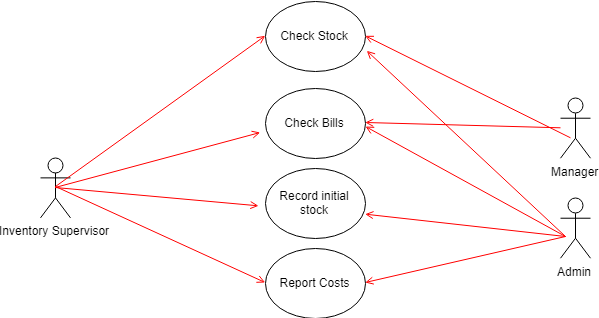 Check Stock
Check Bills
Manager
Record initial
stock
Inventory Supervisor
Admin
Report Costs